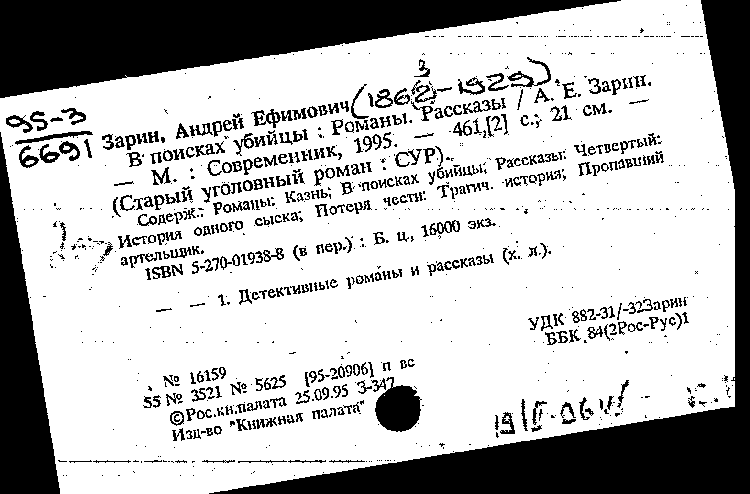 95-3
6691
3
Зарин, Андрей Ефимович (1862-1929).
В поисках убийцы : Романы. Рассказы / А. Е. Зарин.
— М. : Современник, 1995. — 461,[2] с.; 21 см. —
(Старый уголовный роман : СУР).
Содерж.: Романы: Казнь; В поисках убийцы; Рассказы: Четвертый:
История одного сыска; Потеря чести: Трагич. история; Пропавший
артельщик.
ISBN 5-270-01938-8 (в пер.) : Б. ц., 16000 экз.
— — 1. Детективные романы и рассказы (х. л.).
УДК 882-31/-32Зарин
ББК 84(2Рос-Рус)1
№ 16159
55 № 3521 № 5625 [95-20906] п вс
©Рос.кн.палата 25.09.95 З-347
Изд-во "Книжная палата"